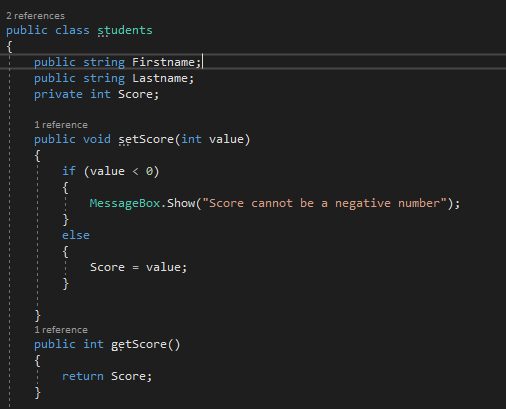 2 references
public class students
{
public string Firstname;
public string Lastname;
private int Score;
1 reference
public void setScore(int value)
{
if (value < 0)
{
MessageBox.Show("Score cannot be a negative number");
}
else
{
Score = value;
}
}
1 reference
public int getScore()
{
return Score;
}